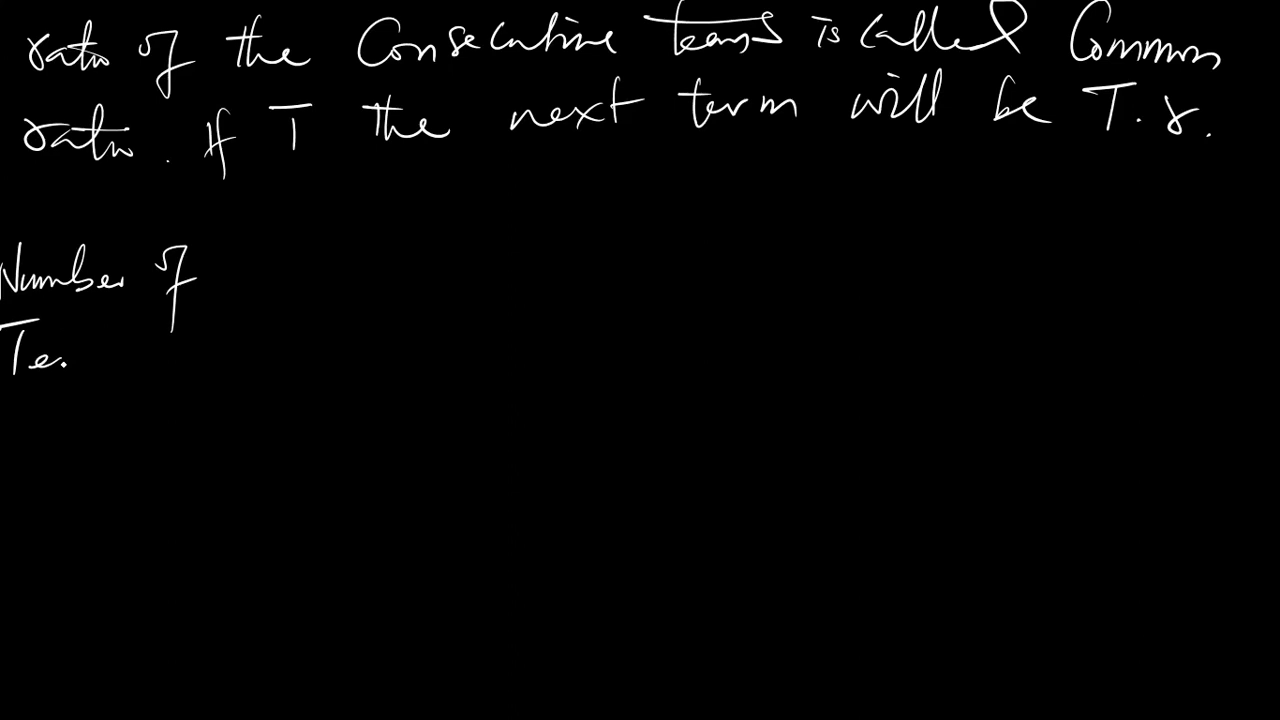 ratio of the Consecutive terms is called Common
ratio. If T the next term will be T.r.
Number of
Te.